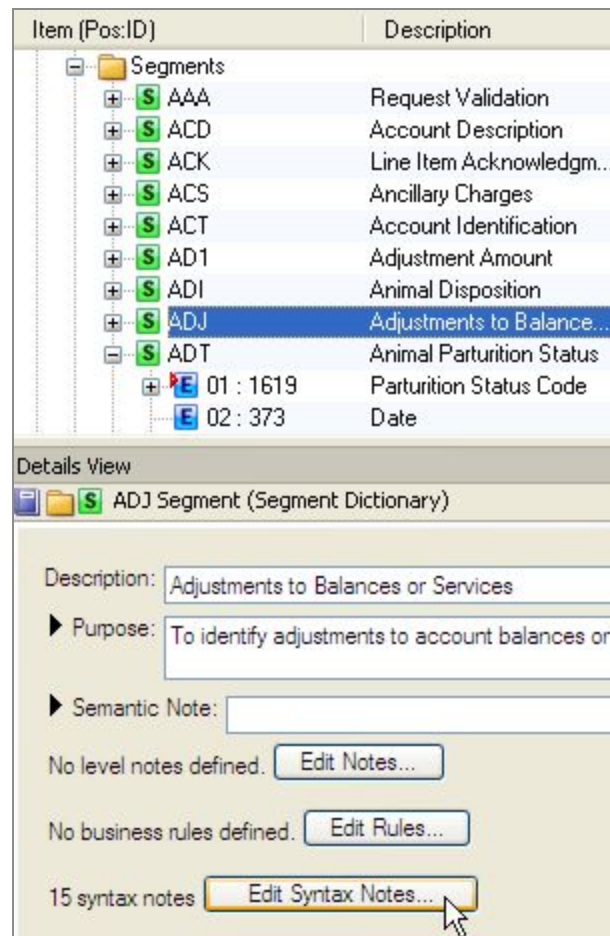 Item (Pos:ID) Description
Segments
S AAA Request Validation
S ACD Account Description
S ACK Line Item Acknowledgm...
S ACS Ancillary Charges
S ACT Account Identification
S AD1 Adjustment Amount
S ADI Animal Disposition
S ADJ Adjustments to Balance...
S ADT Animal Parturition Status
E 01 : 1619 Parturition Status Code
E 02 : 373 Date
Details View
S ADJ Segment (Segment Dictionary)
Description: Adjustments to Balances or Services
Purpose: To identify adjustments to account balances or
Semantic Note:
No level notes defined. Edit Notes...
No business rules defined. Edit Rules...
15 syntax notes Edit Syntax Notes...